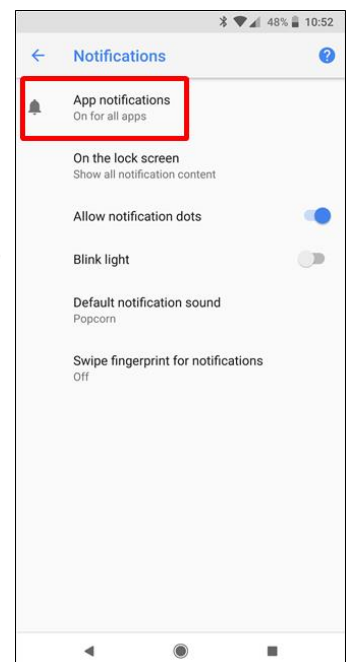 48% 10:52
Notifications
?
App notifications
On for all apps
On the lock screen
Show all notification content
Allow notification dots
Blink light
Default notification sound
Popcorn
Swipe fingerprint for notifications
Off